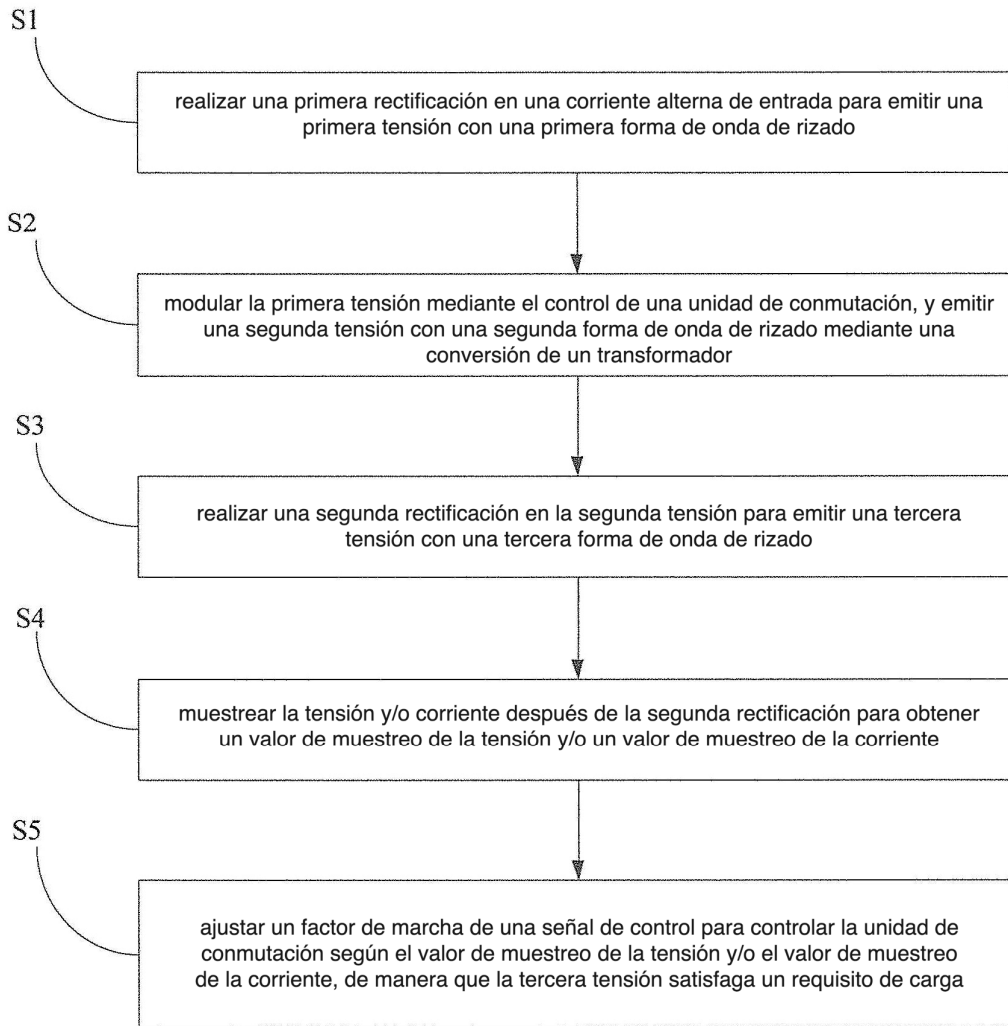 S1
realizar una primera rectificación en una corriente alterna de entrada para emitir una
primera tensión con una primera forma de onda de rizado
S2
modular la primera tensión mediante el control de una unidad de conmutación, y emitir
una segunda tensión con una segunda forma de onda de rizado mediante una
conversión de un transformador
S3
realizar una segunda rectificación en la segunda tensión para emitir una tercera
tensión con una tercera forma de onda de rizado
S4
muestrear la tensión y/o corriente después de la segunda rectificación para obtener
un valor de muestreo de la tensión y/o un valor de muestreo de la corriente
S5
ajustar un factor de marcha de una señal de control para controlar la unidad de
conmutación según el valor de muestreo de la tensión y/o el valor de muestreo
de la corriente, de manera que la tercera tensión satisfaga un requisito de carga